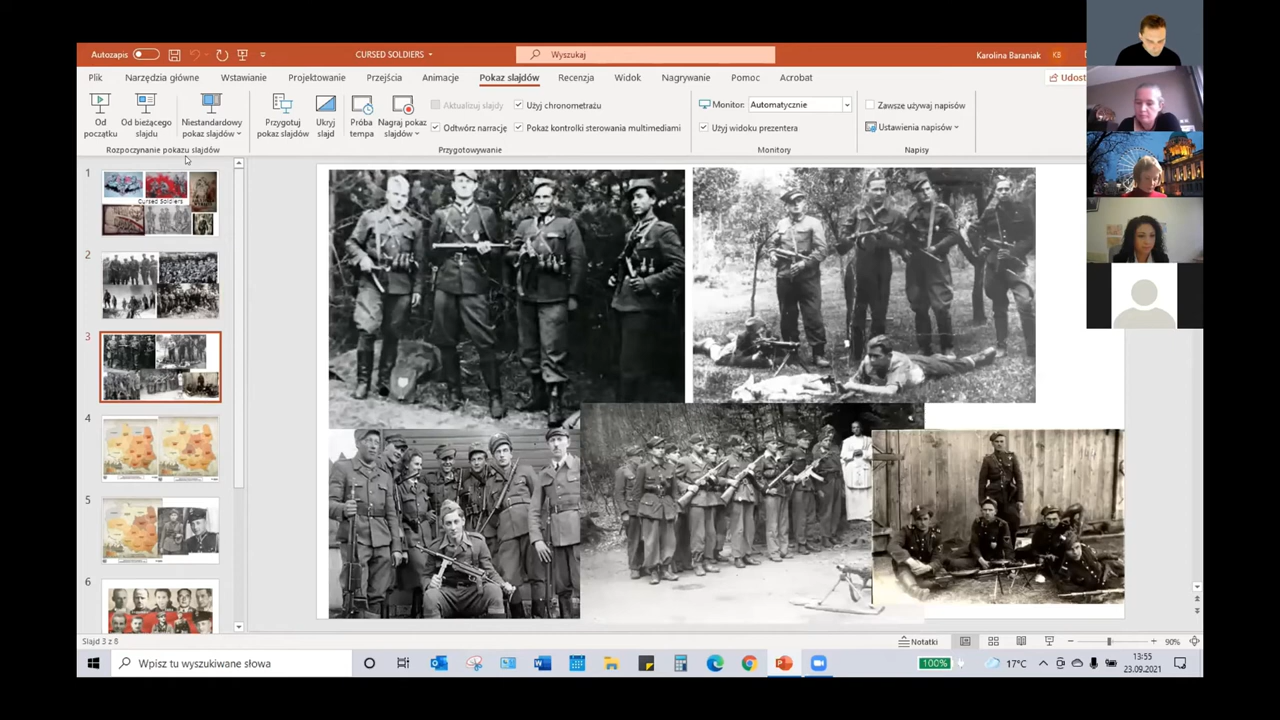 Autozapis
CURSED SOLDIERS
Wyszukaj
Karolina Baraniak
KB
Plik Narzędzia główne Wstawianie Projektowanie Przejścia Animacje Pokaz slajdów Recenzja Widok Nagrywanie Pomoc Acrobat
Od początku
Od bieżącego slajdu
Niestandardowy pokaz slajdów
Rozpoczynanie pokazu slajdów
Przygotuj pokaz slajdów
Ukryj slajd
Próba tempa
Nagraj pokaz slajdów
Aktualizuj slajdy
Odtwórz narrację
Użyj chronometrażu
Pokaz kontrolki sterowania multimediami
Przygotowywanie
Monitor: Automatycznie
Użyj widoku prezentera
Monitory
Zawsze używaj napisów
Ustawienia napisów
Napisy
1
Cursed Soldiers
2
3
4
5
6
Slajd 3 z 8
Notatki
90%
Wpisz tu wyszukiwane słowa
100%
17°C
13:55
23.09.2021